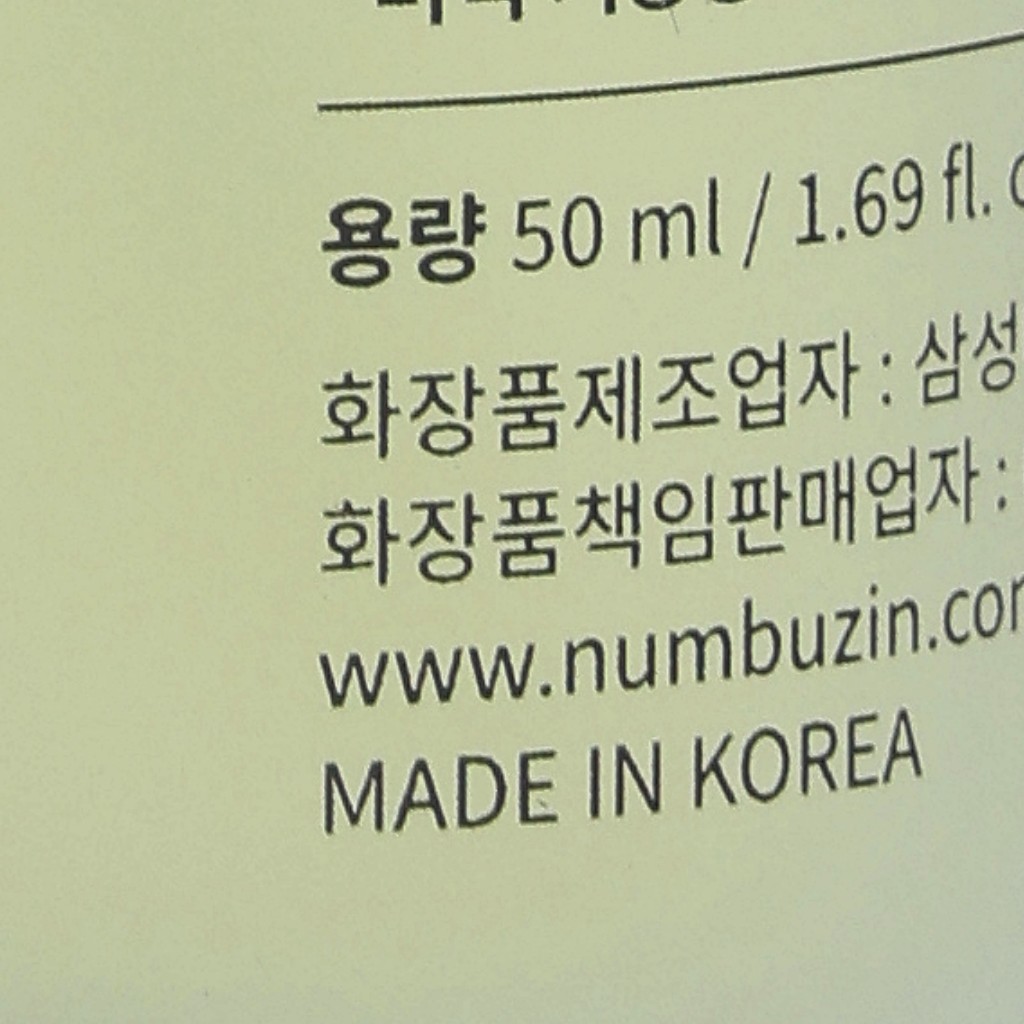 용량 50 ml / 1.69 fl.
화장품제조업자 : 삼성
화장품책임판매업자 :
www.numbuzin.com
MADE IN KOREA